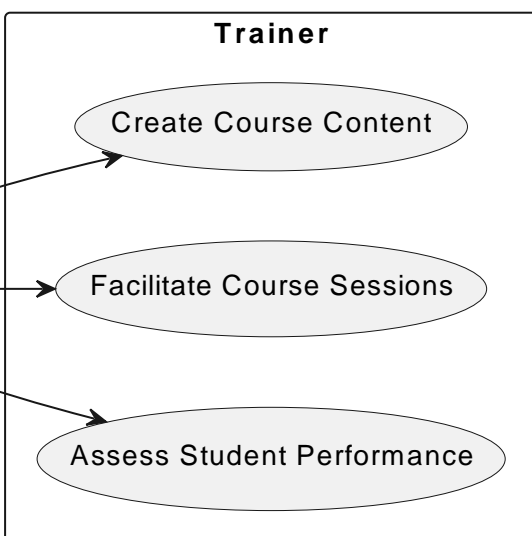 Trainer
Create Course Content
Facilitate Course Sessions
Assess Student Performance